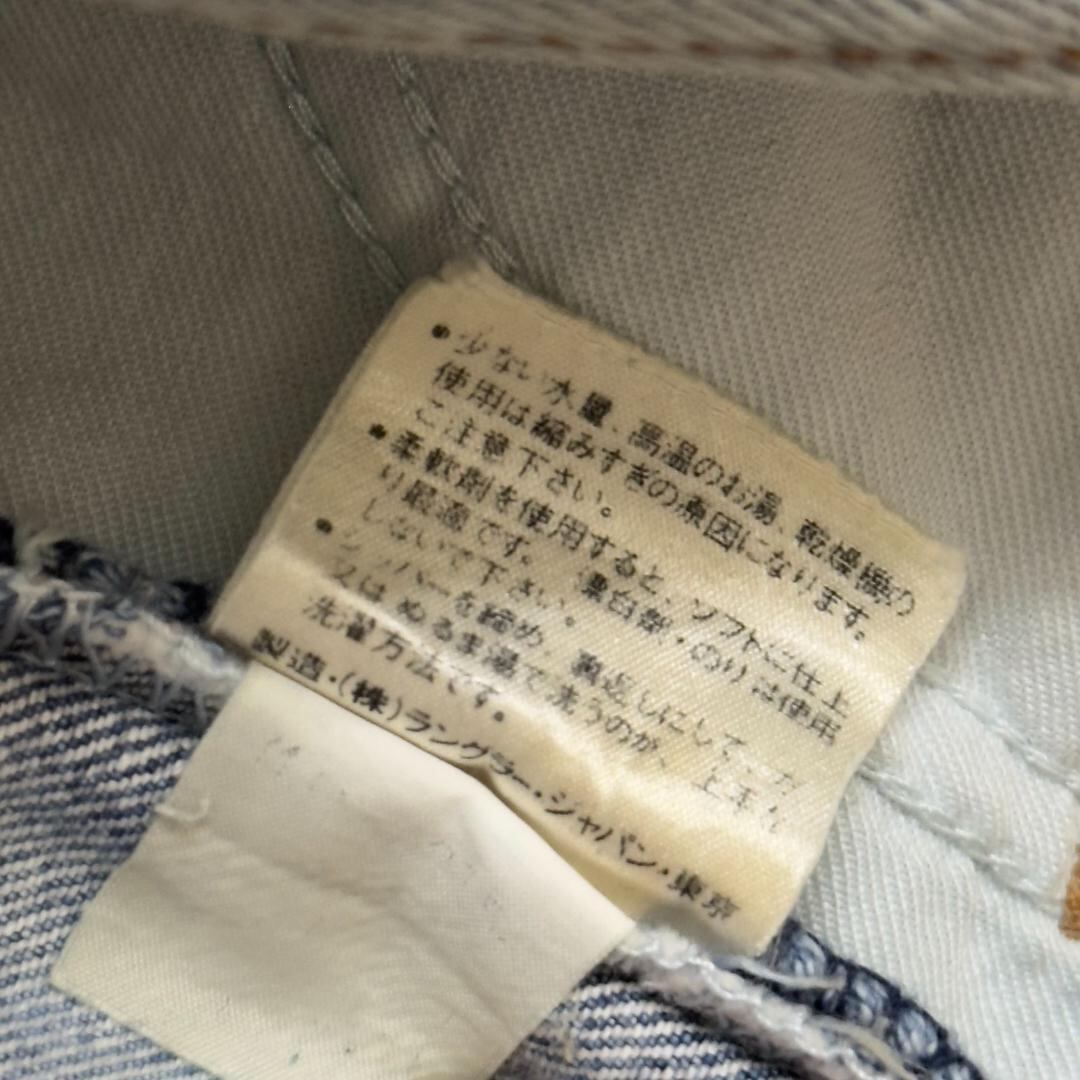 ●少ない水量、高温のお湯、乾燥機の
使用は縮みすぎの原因になります。
ご注意下さい。
●柔軟剤を使用すると、ソフトに仕上
り最適です。漂白剤・のりは使用
しないで下さい。
●ジッパーを締め、裏返しにして、
又はぬるま湯で洗うのが、上手な
洗濯方法です。
製造・(株)ラングラー・ジャパン・東京